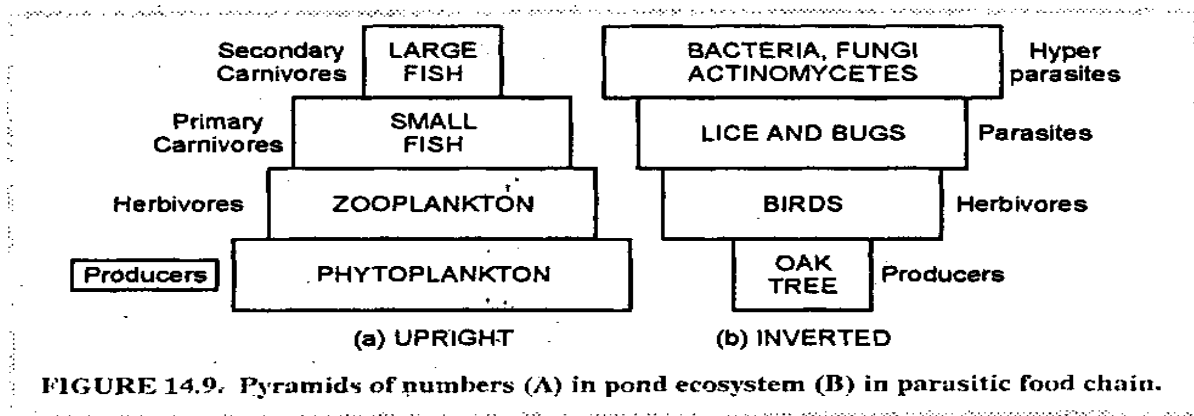 Secondary
Carnivores
LARGE
FISH
Primary
Carnivores
SMALL
FISH
Herbivores
ZOOPLANKTON
Producers
PHYTOPLANKTON
(a) UPRIGHT
BACTERIA, FUNGI
ACTINOMYCETES
Hyper
parasites
LICE AND BUGS
Parasites
BIRDS
Herbivores
OAK
TREE
Producers
(b) INVERTED
FIGURE 14.9. Pyramids of numbers (A) in pond ecosystem (B) in parasitic food chain.